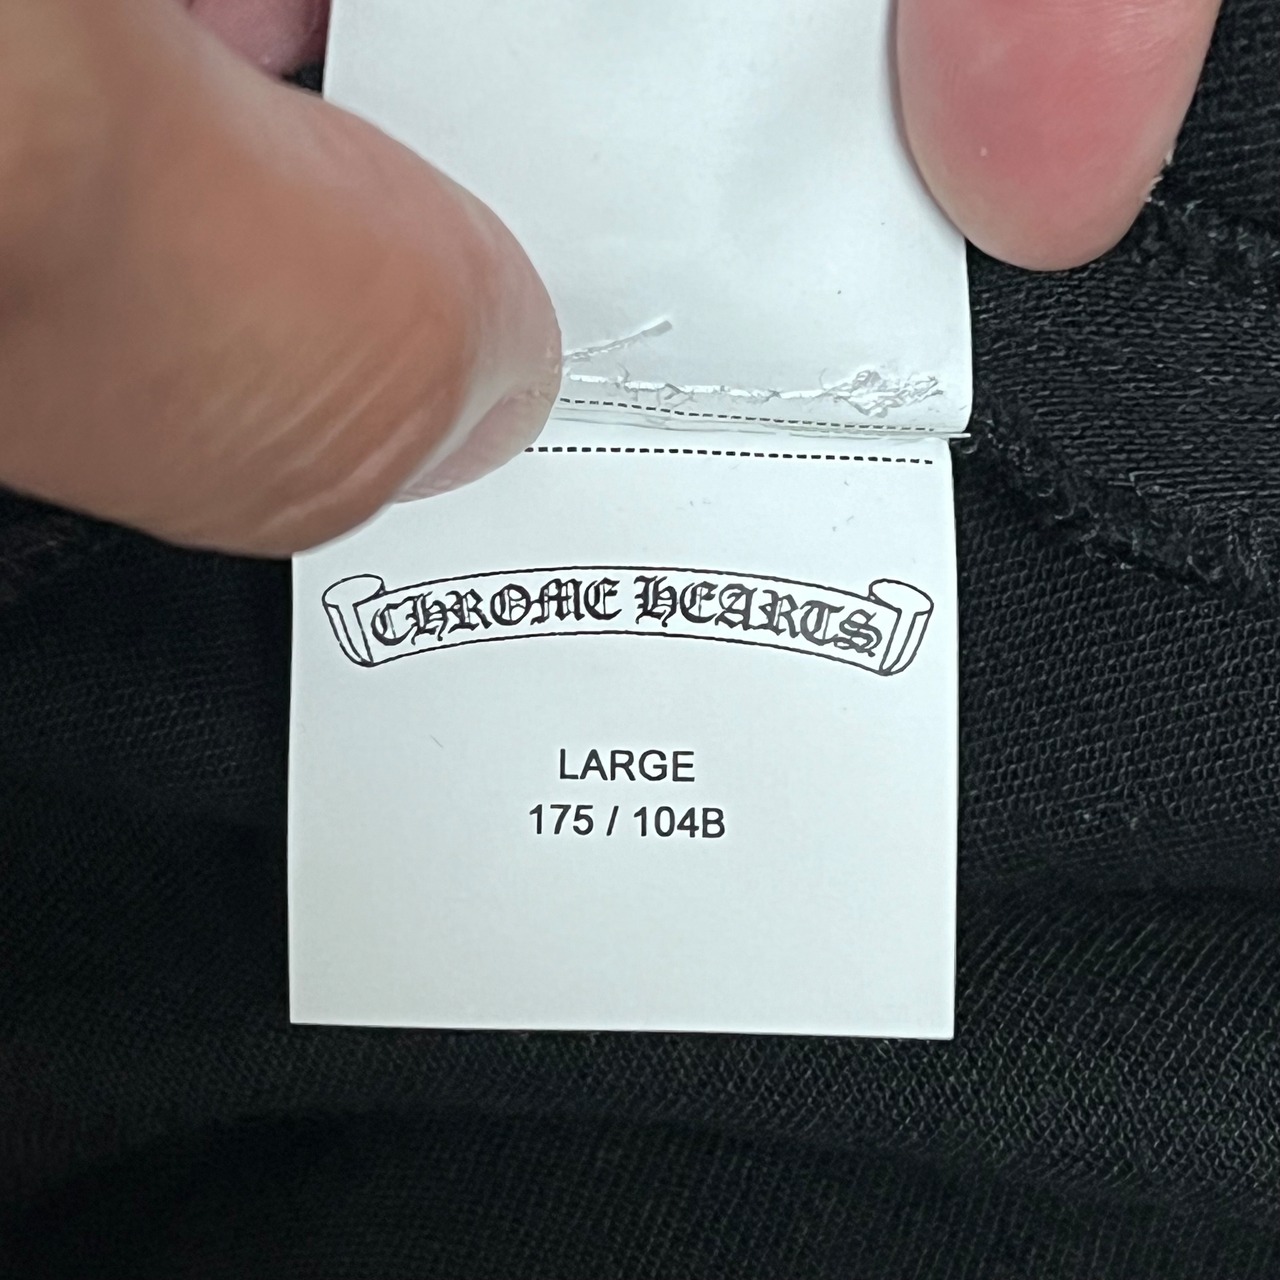 CHROME HEARTS
LARGE
175 / 104B